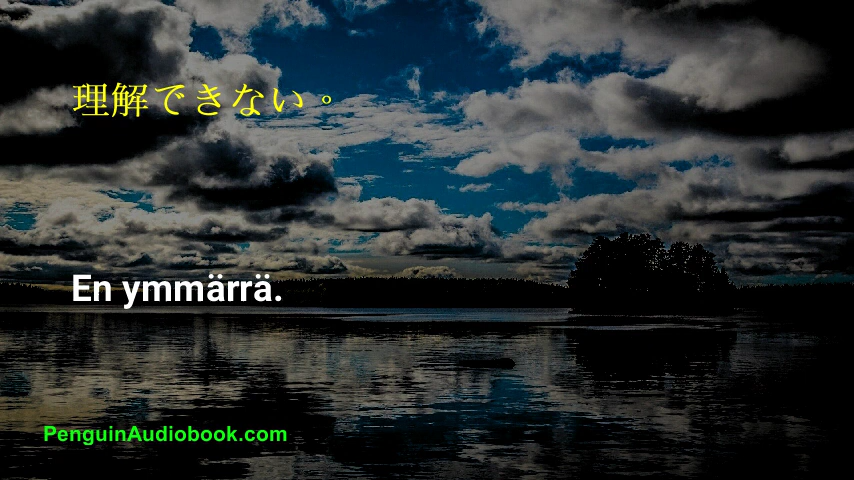 理解できない。
En ymmärrä.
PenguinAudiobook.com